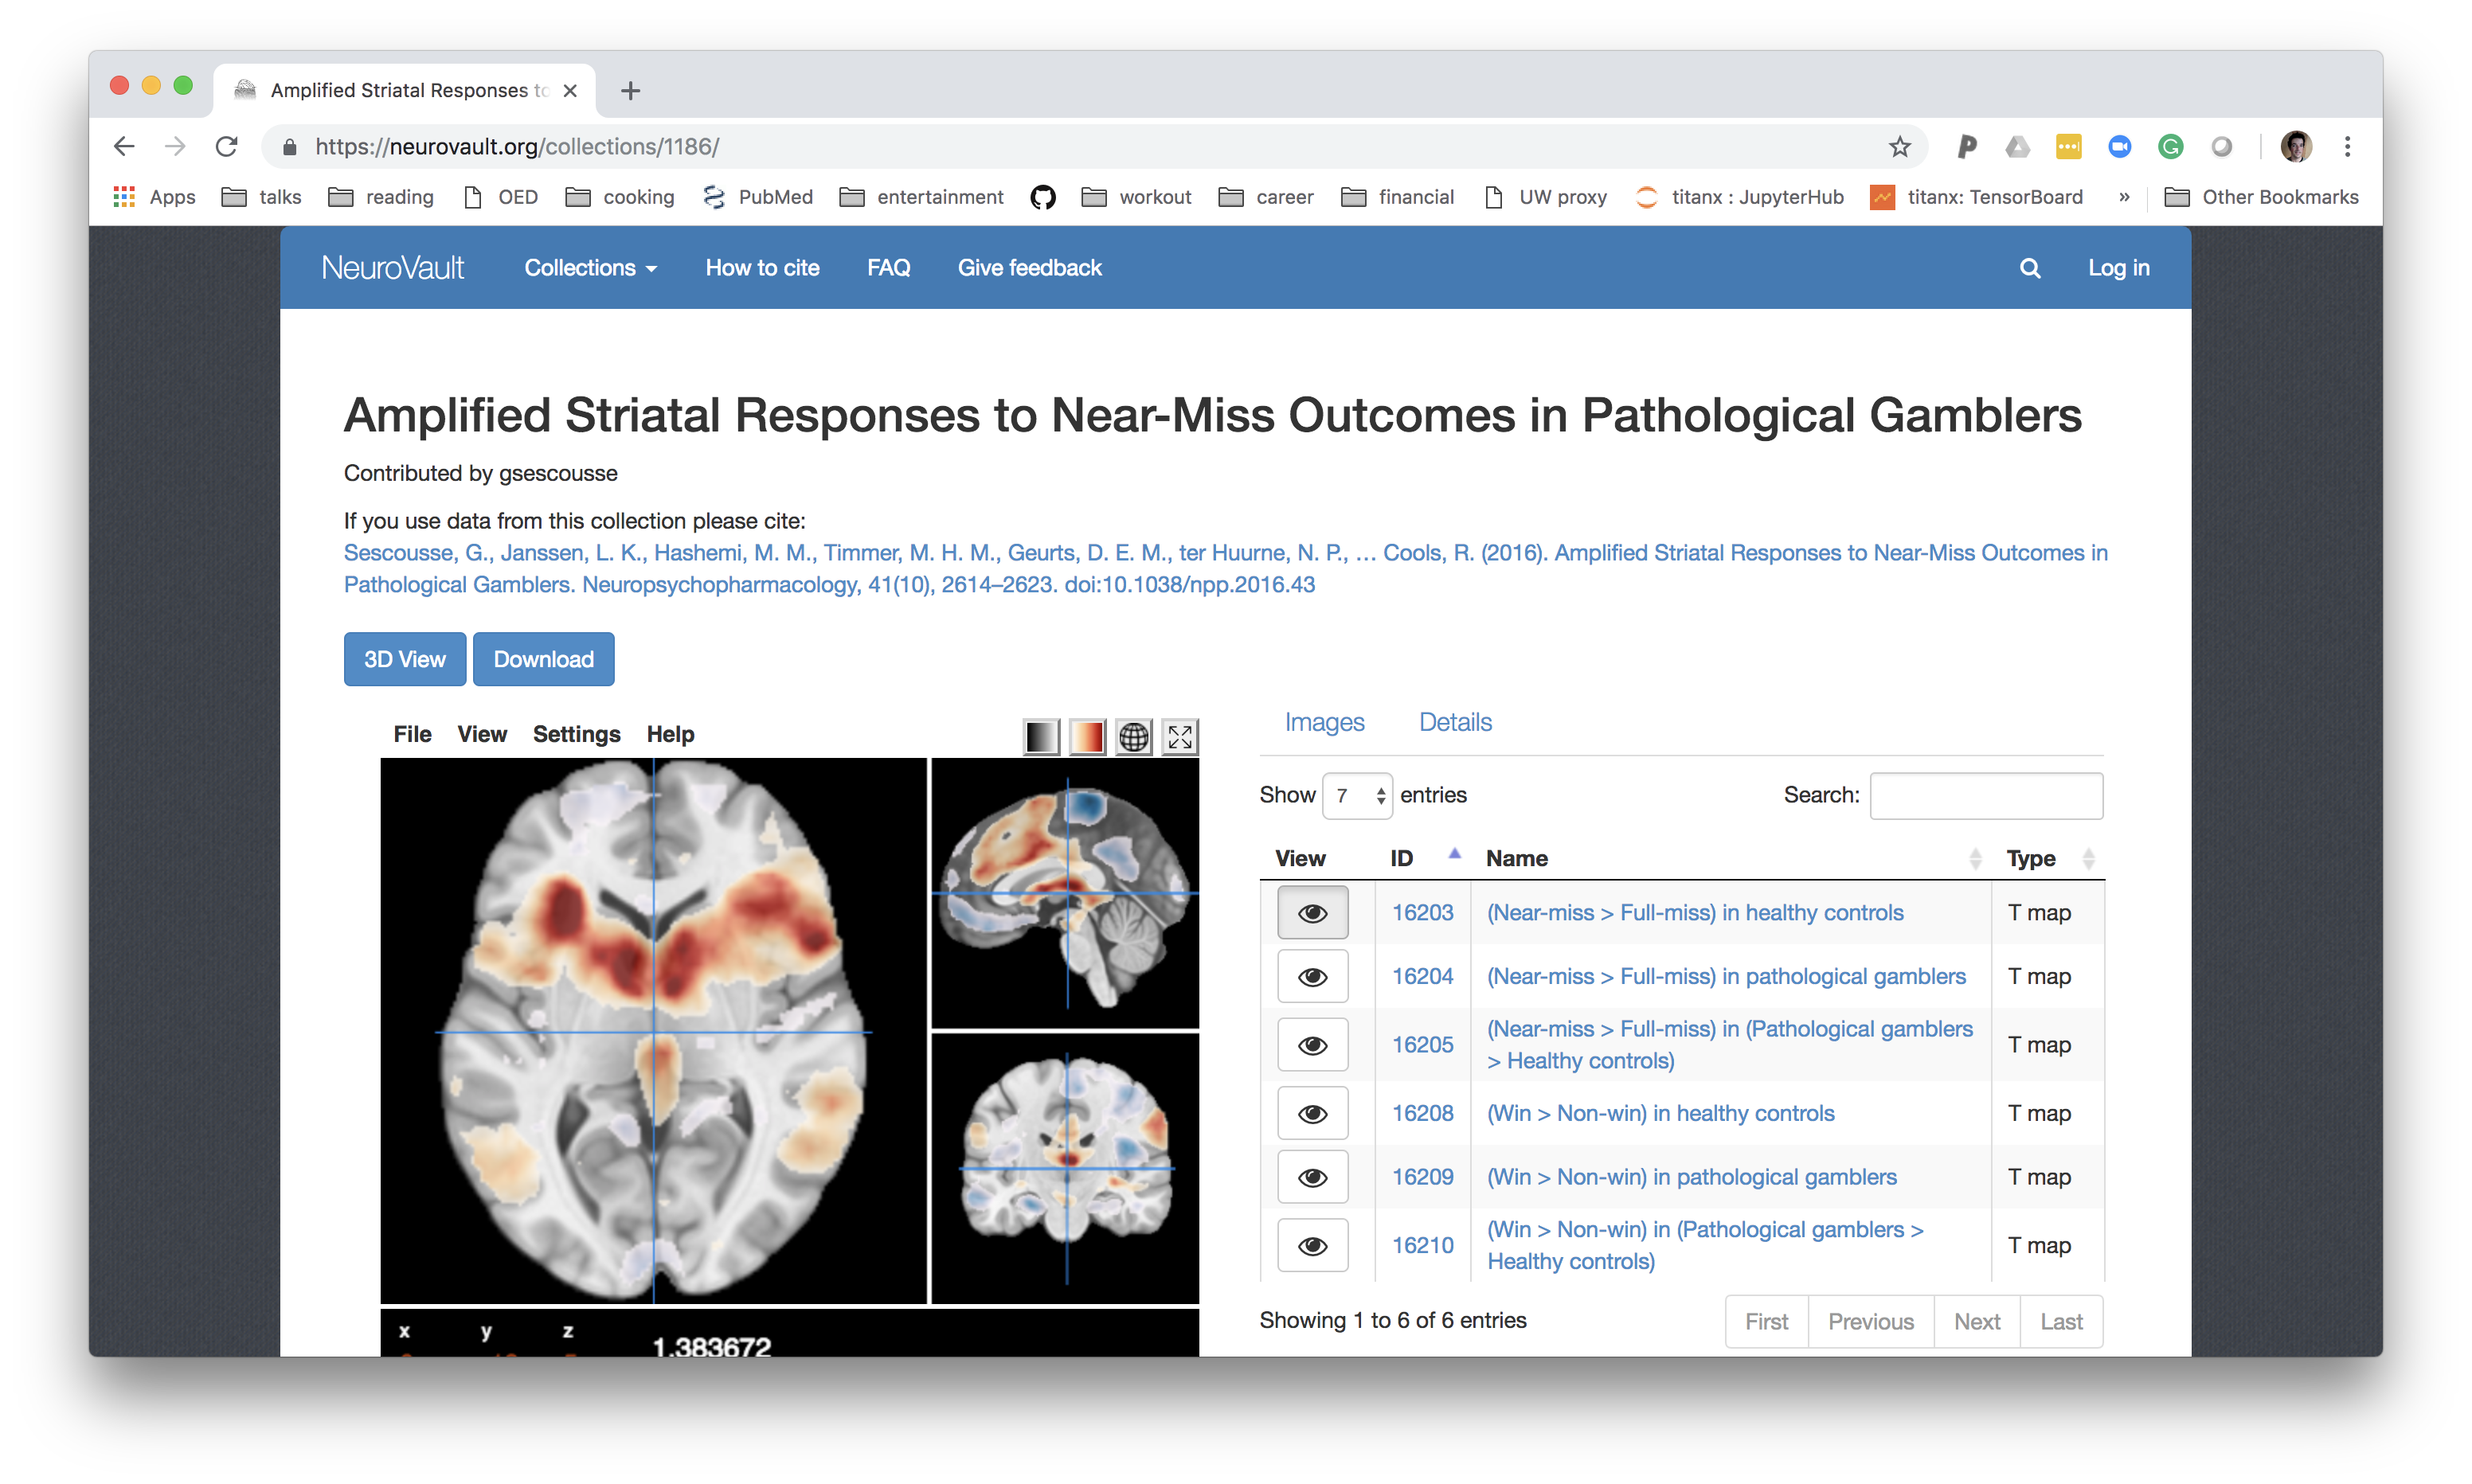 Amplified Striatal Responses to
https://neurovault.org/collections/1186/
Apps talks reading OED cooking PubMed entertainment workout career financial UW proxy titanx : JupyterHub titanx: TensorBoard » Other Bookmarks
NeuroVault Collections How to cite FAQ Give feedback Log in
Amplified Striatal Responses to Near-Miss Outcomes in Pathological Gamblers
Contributed by gsescousse
If you use data from this collection please cite:
Sescousse, G., Janssen, L. K., Hashemi, M. M., Timmer, M. H. M., Geurts, D. E. M., ter Huurne, N. P., … Cools, R. (2016). Amplified Striatal Responses to Near-Miss Outcomes in
Pathological Gamblers. Neuropsychopharmacology, 41(10), 2614–2623. doi:10.1038/npp.2016.43
3D View Download
File View Settings Help
x y z
1.383672
Images Details
Show 7 entries Search:
View ID Name Type
16203 (Near-miss > Full-miss) in healthy controls T map
16204 (Near-miss > Full-miss) in pathological gamblers T map
16205 (Near-miss > Full-miss) in (Pathological gamblers
> Healthy controls) T map
16208 (Win > Non-win) in healthy controls T map
16209 (Win > Non-win) in pathological gamblers T map
16210 (Win > Non-win) in (Pathological gamblers >
Healthy controls) T map
Showing 1 to 6 of 6 entries First Previous Next Last